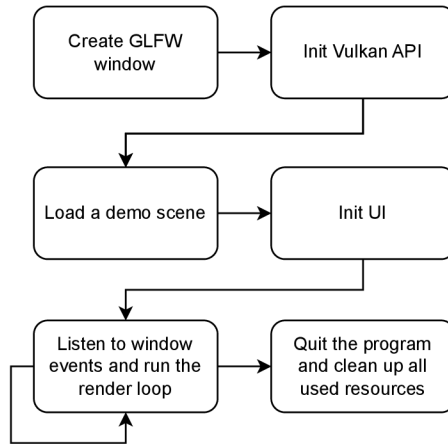 Create GLFW
window
Init Vulkan API
Load a demo scene
Init UI
Listen to window
events and run the
render loop
Quit the program
and clean up all
used resources